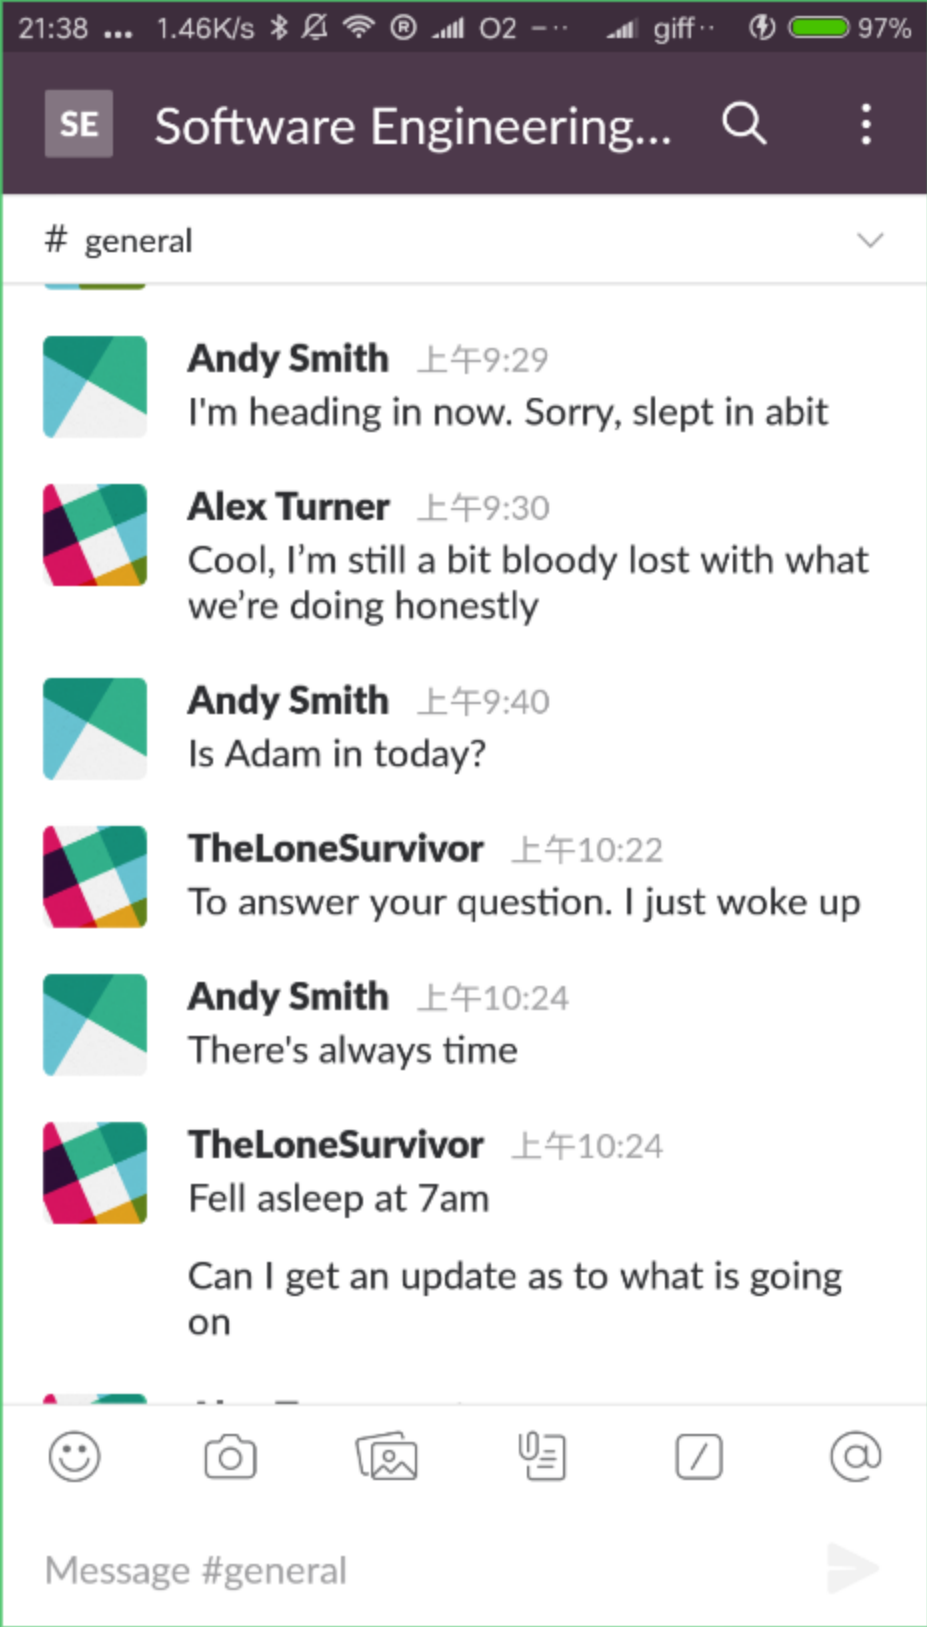 21:38 ... 1.46K/s ® O2 –·· giff·· 97%
SE Software Engineering...
# general
Andy Smith 上午9:29
I'm heading in now. Sorry, slept in abit
Alex Turner 上午9:30
Cool, I’m still a bit bloody lost with what
we’re doing honestly
Andy Smith 上午9:40
Is Adam in today?
TheLoneSurvivor 上午10:22
To answer your question. I just woke up
Andy Smith 上午10:24
There's always time
TheLoneSurvivor 上午10:24
Fell asleep at 7am
Can I get an update as to what is going
on
@
Message #general